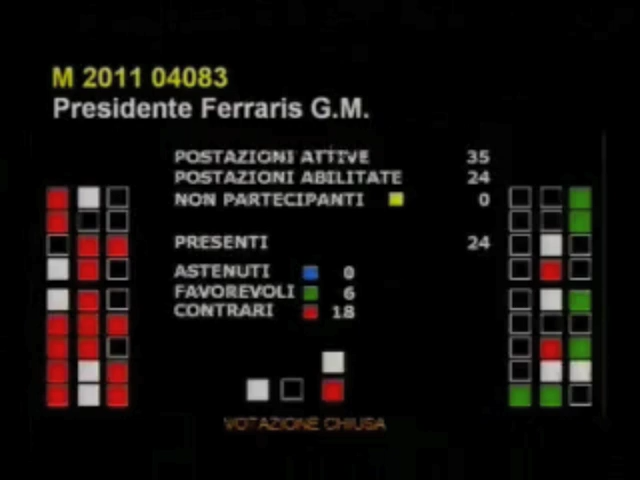 M 2011 04083
Presidente Ferraris G.M.
POSTAZIONI ATTIVE 35
POSTAZIONI ABILITATE 24
NON PARTECIPANTI 0
PRESENTI 24
ASTENUTI 0
FAVOREVOLI 6
CONTRARI 18
VOTAZIONE CHIUSA